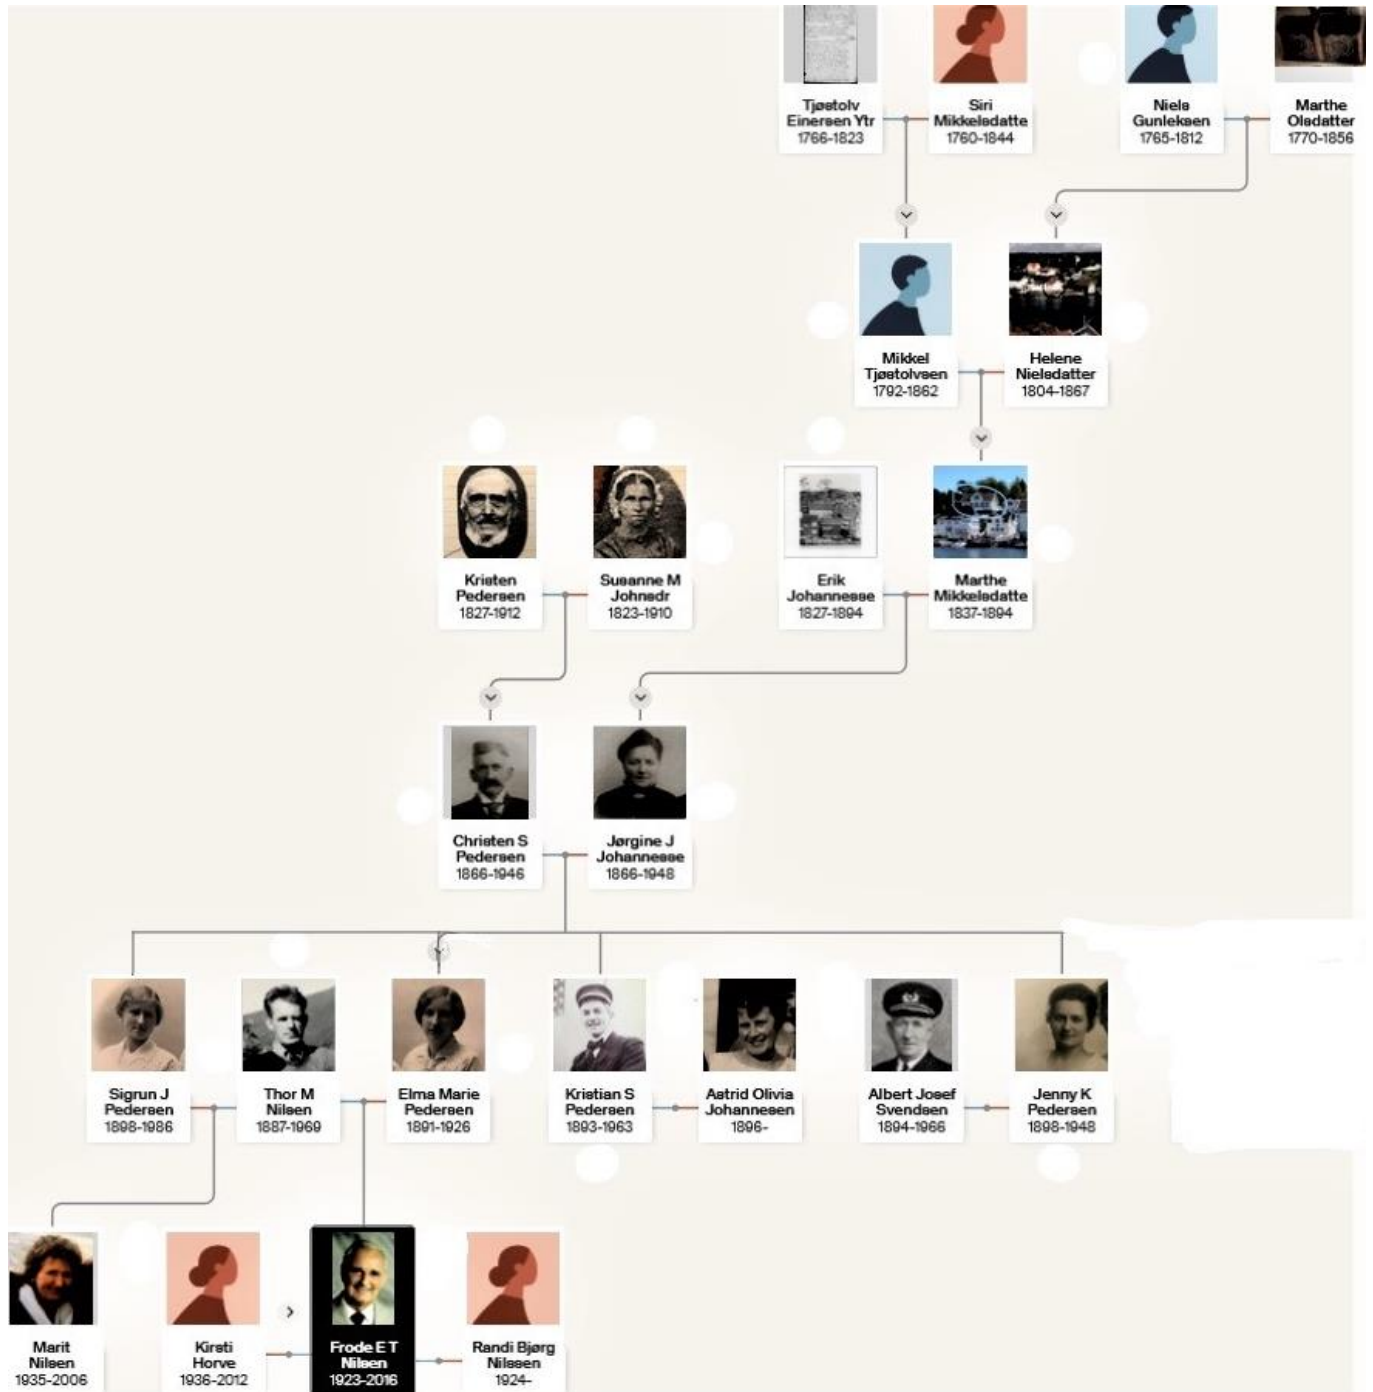 Tjøstolv
Einersen Ytr
1766-1823
Siri
Mikkelsdatte
1760-1844
Niels
Gunleksen
1765-1812
Marthe
Olsdatter
1770-1856
Mikkel
Tjøstolvsen
1792-1862
Helene
Nielsdatter
1804-1867
Kristen
Pedersen
1827-1912
Susanne M
Johnsdr
1823-1910
Erik
Johannesse
1827-1894
Marthe
Mikkelsdatte
1837-1894
Christen S
Pedersen
1866-1946
Jørgine J
Johannesse
1866-1948
Sigrun J
Pedersen
1898-1986
Thor M
Nilsen
1887-1969
Elma Marie
Pedersen
1891-1926
Kristian S
Pedersen
1893-1963
Astrid Olivia
Johannesen
1896-
Albert Josef
Svendsen
1894-1966
Jenny K
Pedersen
1898-1948
Marit
Nilsen
1935-2006
Kirsti
Horve
1936-2012
Frode E T
Nilsen
1923-2016
Randi Bjørg
Nilssen
1924-